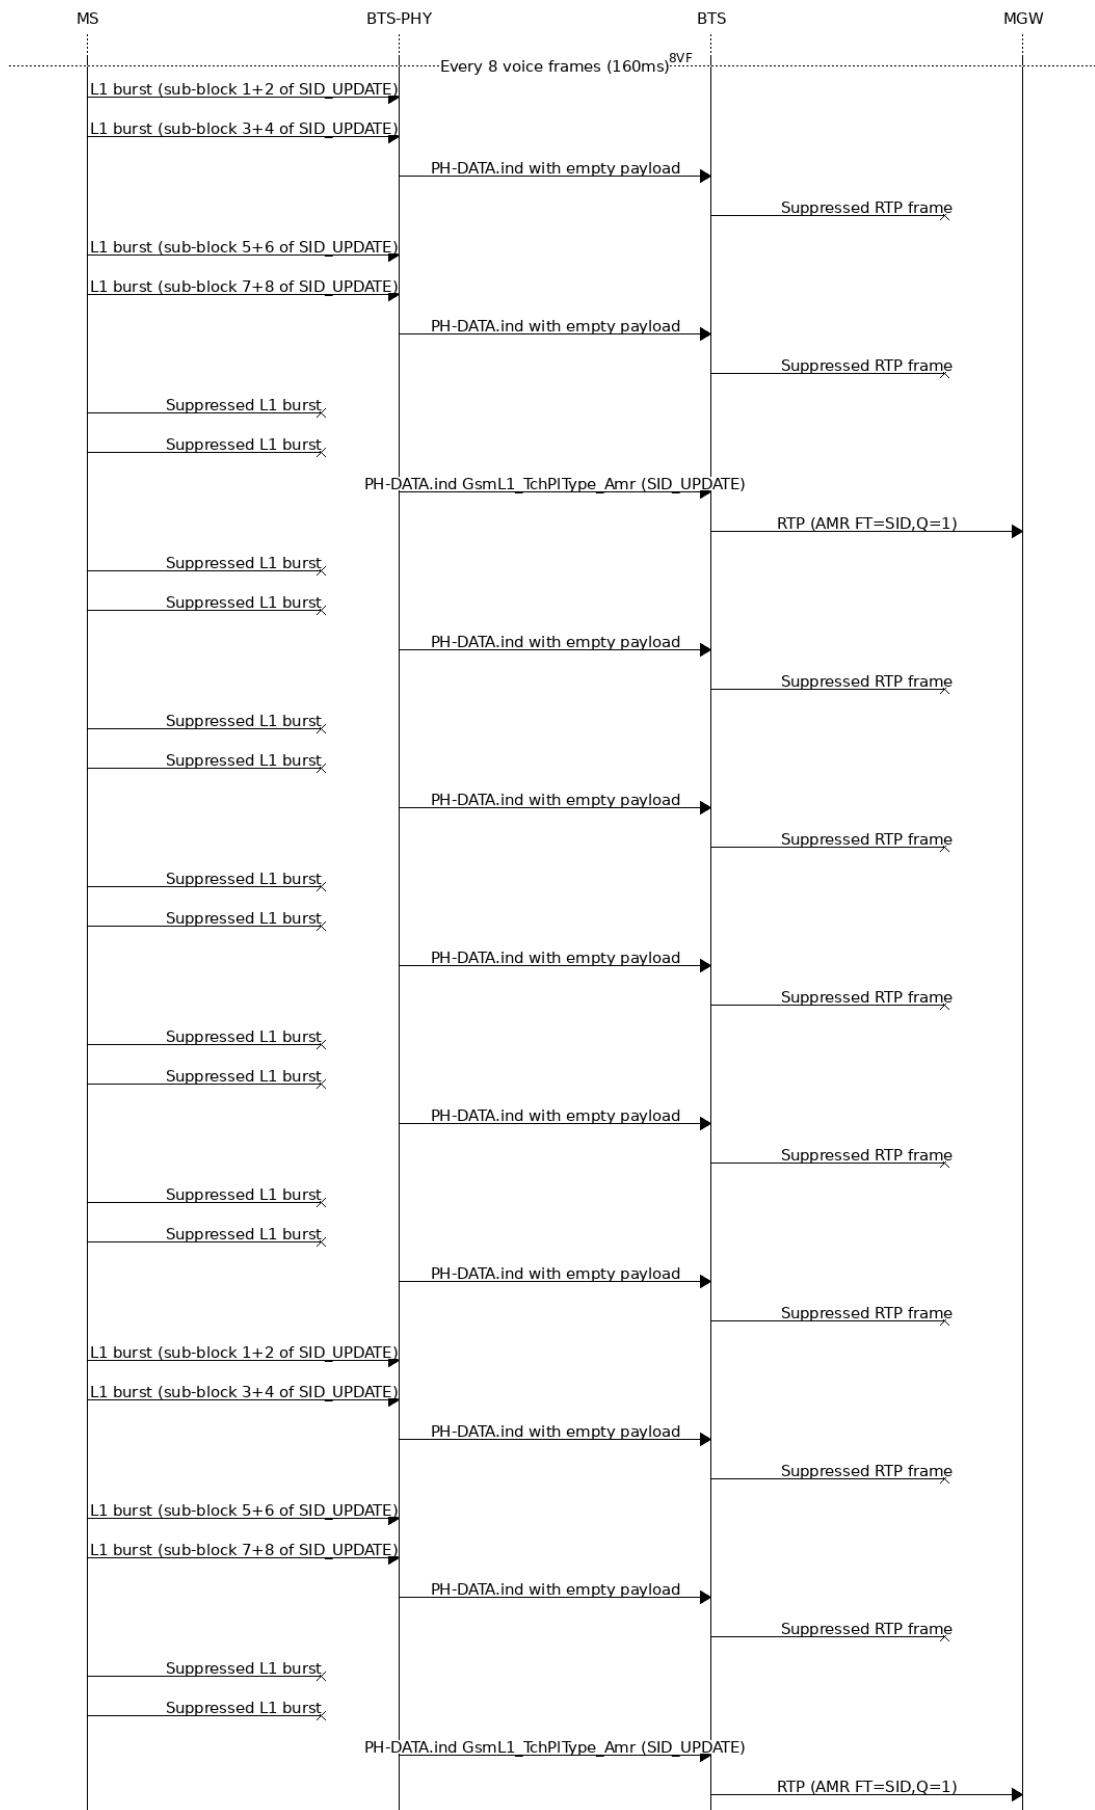 MS BTS-PHY BTS MGW
Every 8 voice frames (160ms) 8VF
L1 burst (sub-block 1+2 of SID_UPDATE)
L1 burst (sub-block 3+4 of SID_UPDATE)
PH-DATA.ind with empty payload
Suppressed RTP frame
L1 burst (sub-block 5+6 of SID_UPDATE)
L1 burst (sub-block 7+8 of SID_UPDATE)
PH-DATA.ind with empty payload
Suppressed RTP frame
Suppressed L1 burst
Suppressed L1 burst
PH-DATA.ind GsmL1_TchPlType_Amr (SID_UPDATE)
RTP (AMR FT=SID,Q=1)
Suppressed L1 burst
Suppressed L1 burst
PH-DATA.ind with empty payload
Suppressed RTP frame
Suppressed L1 burst
Suppressed L1 burst
PH-DATA.ind with empty payload
Suppressed RTP frame
Suppressed L1 burst
Suppressed L1 burst
PH-DATA.ind with empty payload
Suppressed RTP frame
Suppressed L1 burst
Suppressed L1 burst
PH-DATA.ind with empty payload
Suppressed RTP frame
Suppressed L1 burst
Suppressed L1 burst
PH-DATA.ind with empty payload
Suppressed RTP frame
L1 burst (sub-block 1+2 of SID_UPDATE)
L1 burst (sub-block 3+4 of SID_UPDATE)
PH-DATA.ind with empty payload
Suppressed RTP frame
L1 burst (sub-block 5+6 of SID_UPDATE)
L1 burst (sub-block 7+8 of SID_UPDATE)
PH-DATA.ind with empty payload
Suppressed RTP frame
Suppressed L1 burst
Suppressed L1 burst
PH-DATA.ind GsmL1_TchPlType_Amr (SID_UPDATE)
RTP (AMR FT=SID,Q=1)